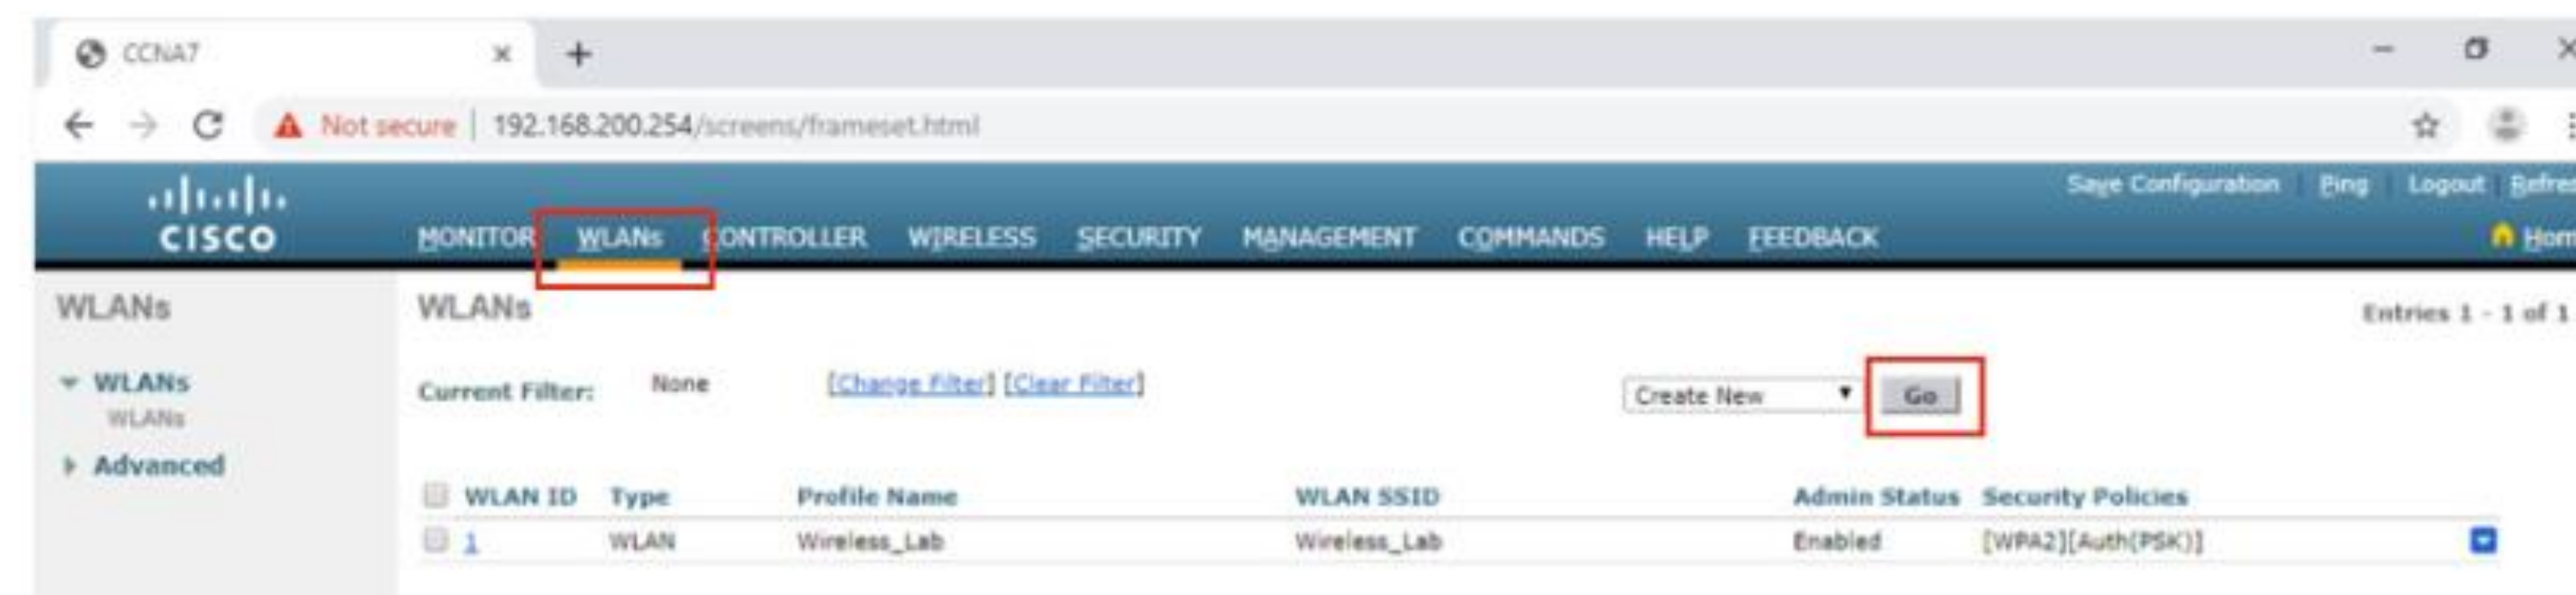 CCNA7
Not secure | 192.168.200.254/screens/frameset.html
Save Configuration Ping Logout Refres
CISCO MONITOR WLANs CONTROLLER WIRELESS SECURITY MANAGEMENT COMMANDS HELP FEEDBACK Hom
WLANs
WLANs
WLANs
Advanced
WLANs Entries 1 - 1 of 1
Current Filter: None [Change Filter] [Clear Filter] Create New Go
WLAN ID Type Profile Name WLAN SSID Admin Status Security Policies
1 WLAN Wireless_Lab Wireless_Lab Enabled [WPA2][Auth(PSK)]